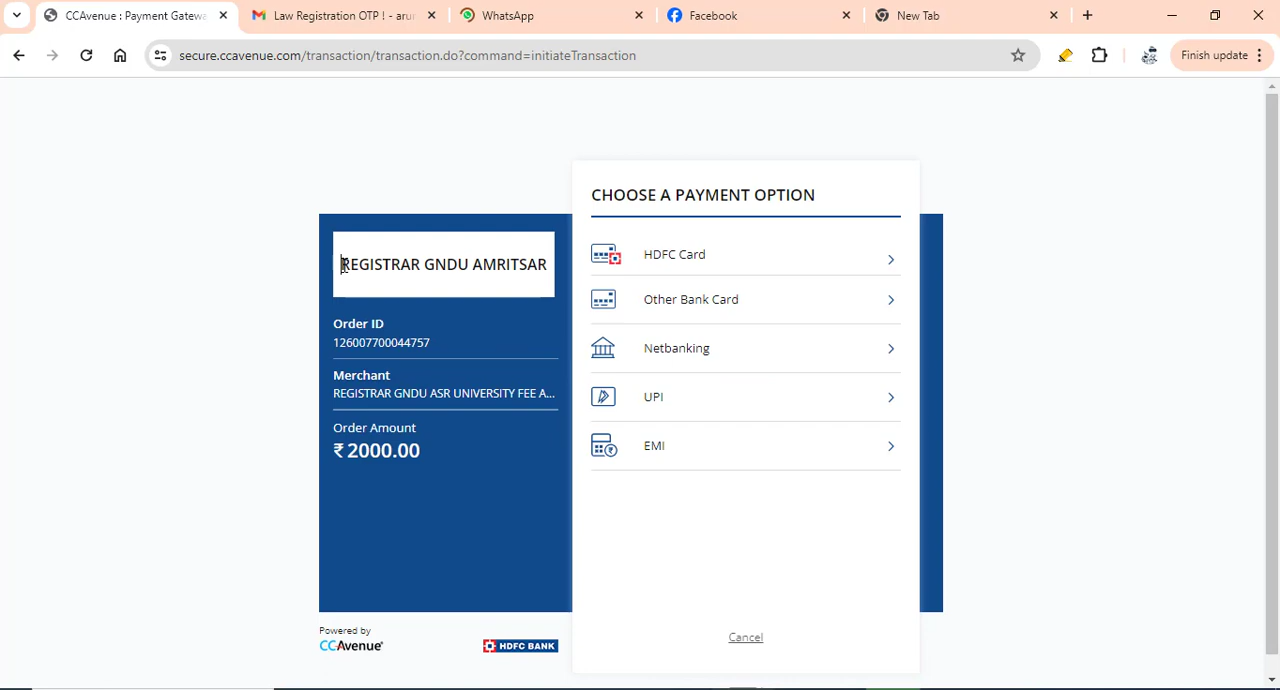 CCAvenue : Payment Gatewa
Law Registration OTP ! - arun
WhatsApp
Facebook
New Tab
secure.ccavenue.com/transaction/transaction.do?command=initiateTransaction
Finish update
CHOOSE A PAYMENT OPTION
REGISTRAR GNDU AMRITSAR
HDFC Card
Other Bank Card
Order ID
126007700044757
Netbanking
Merchant
REGISTRAR GNDU ASR UNIVERSITY FEE A...
UPI
Order Amount
₹ 2000.00
EMI
Cancel
Powered by
CCAvenue
HDFC BANK